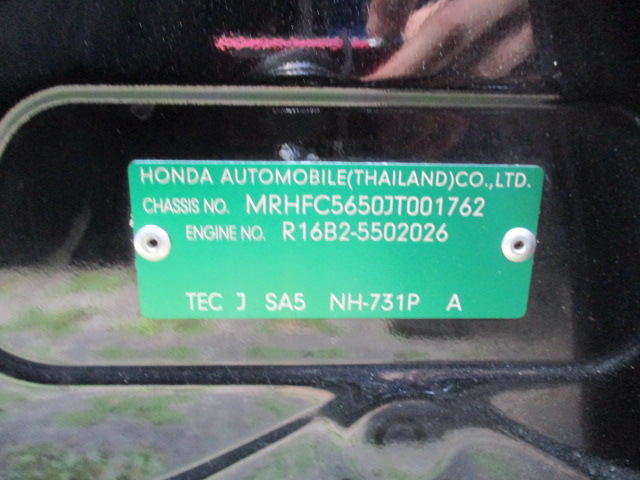 HONDA AUTOMOBILE(THAILAND)CO.,LTD.
CHASSIS NO. MRHFC5650JT001762
ENGINE NO. R16B2-5502026
TEC J SA5 NH-731P A